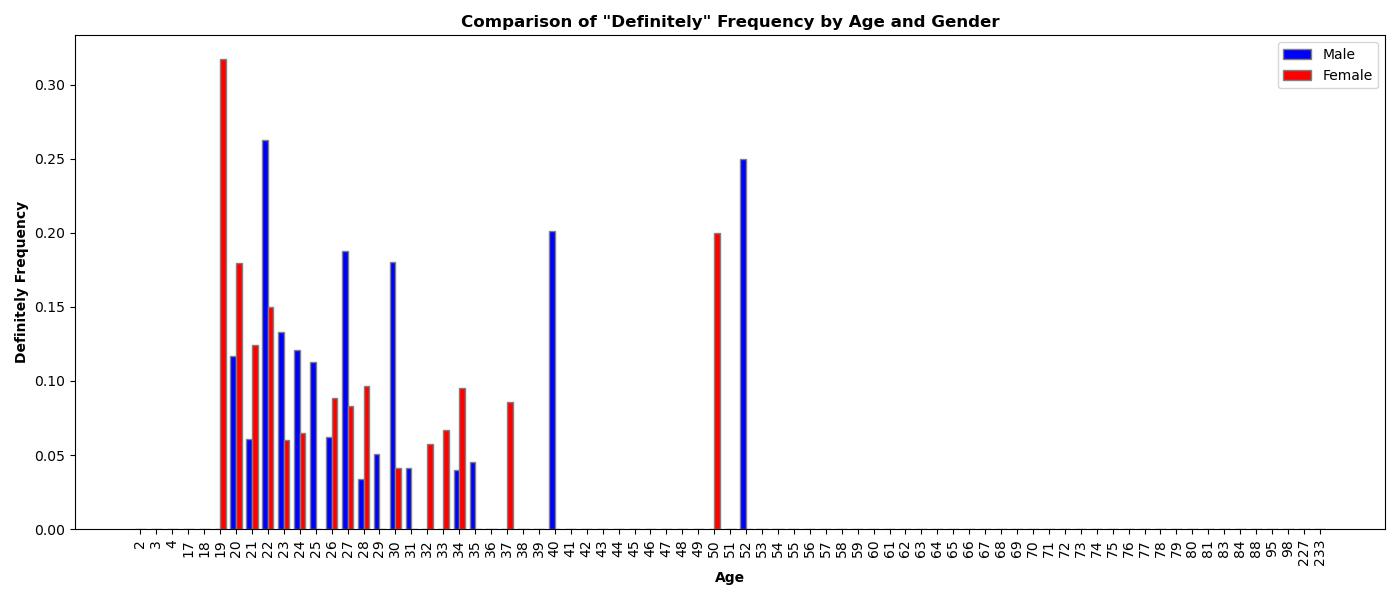 Comparison of "Definitely" Frequency by Age and Gender
Male
Female
Definitely Frequency
0.30
0.25
0.20
0.15
0.10
0.05
0.00
2 3 4 17 18 19 20 21 22 23 24 25 26 27 28 29 30 31 32 33 34 35 36 37 38 39 40 41 42 43 44 45 46 47 48 49 50 51 52 53 54 55 56 57 58 59 60 61 62 63 64 65 66 67 68 69 70 71 72 73 74 75 76 77 78 79 80 81 83 84 88 95 98 227 233
Age